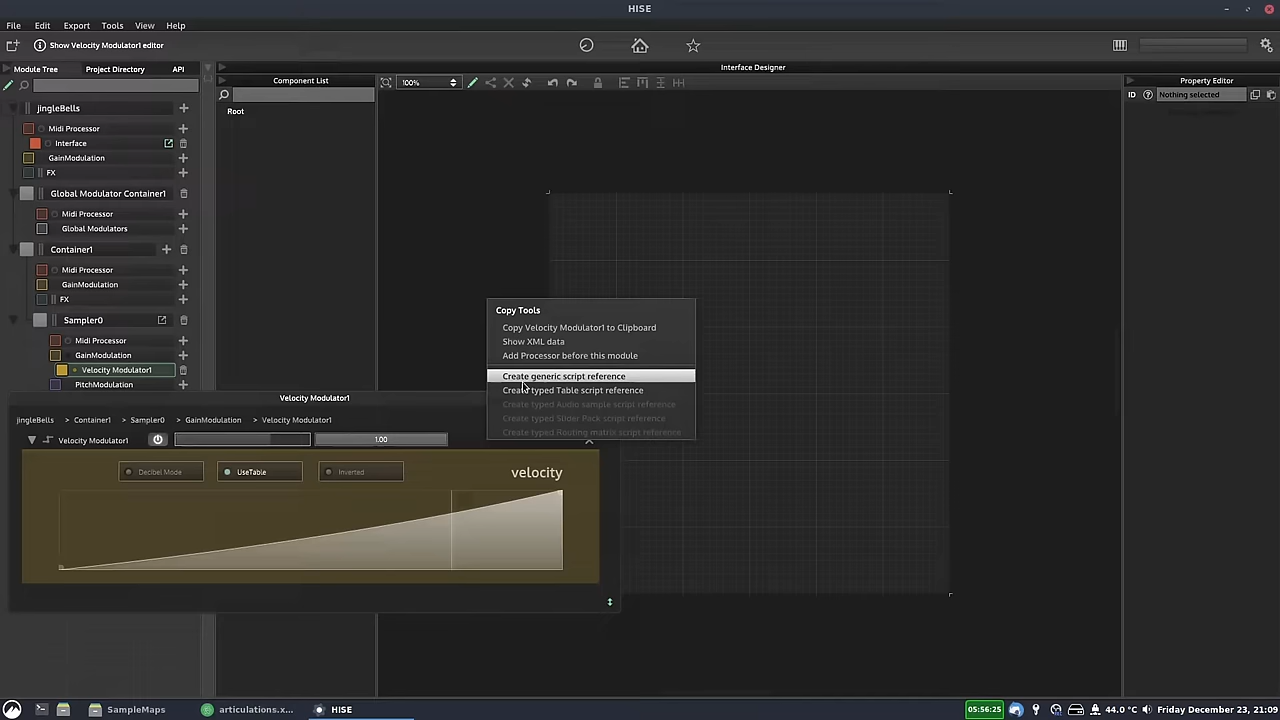 HISE
File Edit Export Tools View Help
Show Velocity Modulator1 editor
Module Tree Project Directory API
Component List
Interface Designer
Property Editor
100%
ID Nothing selected
Root
jingleBells
Midi Processor
Interface
GainModulation
FX
Global Modulator Container1
Midi Processor
Global Modulators
Container1
Midi Processor
GainModulation
FX
Sampler0
Midi Processor
GainModulation
Velocity Modulator1
PitchModulation
Copy Tools
Copy Velocity Modulator1 to Clipboard
Show XML data
Add Processor before this module
Create generic script reference
Create typed Table script reference
Create typed Audio sample script reference
Create typed Slider Pack script reference
Create typed Routing matrix script reference
Velocity Modulator1
jingleBells > Container1 > Sampler0 > GainModulation > Velocity Modulator1
Velocity Modulator1 1.00
Decibel Mode UseTable Inverted velocity
SampleMaps articulations.x... HISE 05:56:25 44.0 °C Friday December 23, 21:09